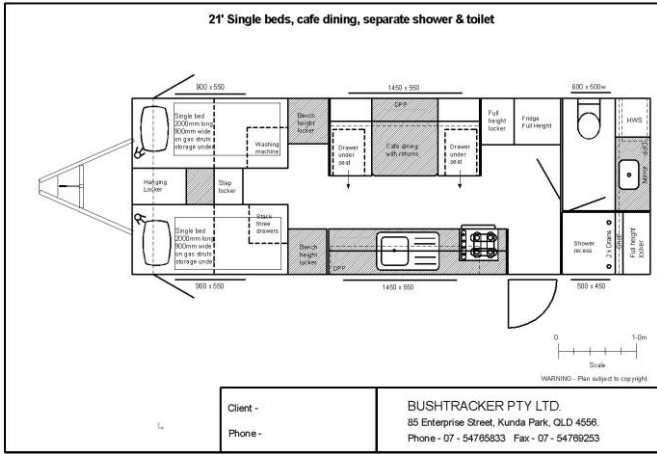 21' Single beds, cafe dining, separate shower & toilet
900 x 550
1450 x 550
600 x 500w
Single bed
2000mm long
900mm wide
on gas struts
storage under
Washing
machine
Bench
height
locker
DPP
Drawer
under
seat
Cafe dining
with returns
Drawer
under
seat
Full
height
locker
Fridge
Full Height
HWS
Hanging
Locker
Step
locker
Single bed
2000mm long
900mm wide
on gas struts
storage under
Stack
three
drawers
Bench
height
locker
DPP
Shower
recess
2 x Drains
Shelf
Full height
locker
900 x 550
1450 x 550
500 x 450
0
1-0m
Scale
WARNING - Plan subject to copyright
Client -
Phone -
BUSHTRACKER PTY LTD.
85 Enterprise Street, Kunda Park, QLD 4556.
Phone - 07 - 54765833 Fax - 07 - 54769253